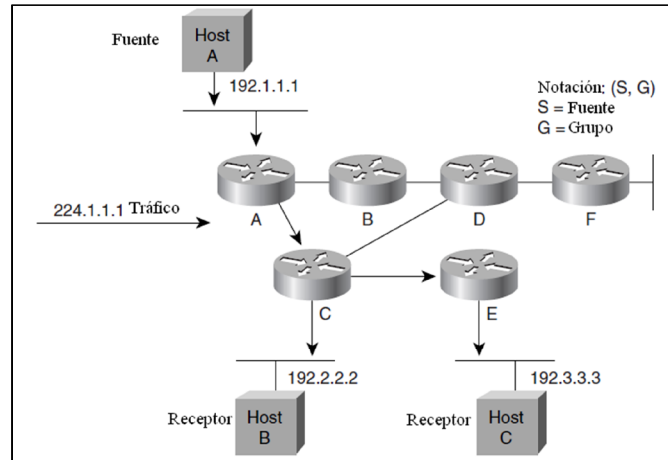 Fuente
Host
A
192.1.1.1
Notación: (S, G)
S = Fuente
G = Grupo
224.1.1.1 Tráfico
A
B
D
F
C
E
192.2.2.2
192.3.3.3
Receptor
Host
B
Receptor
Host
C